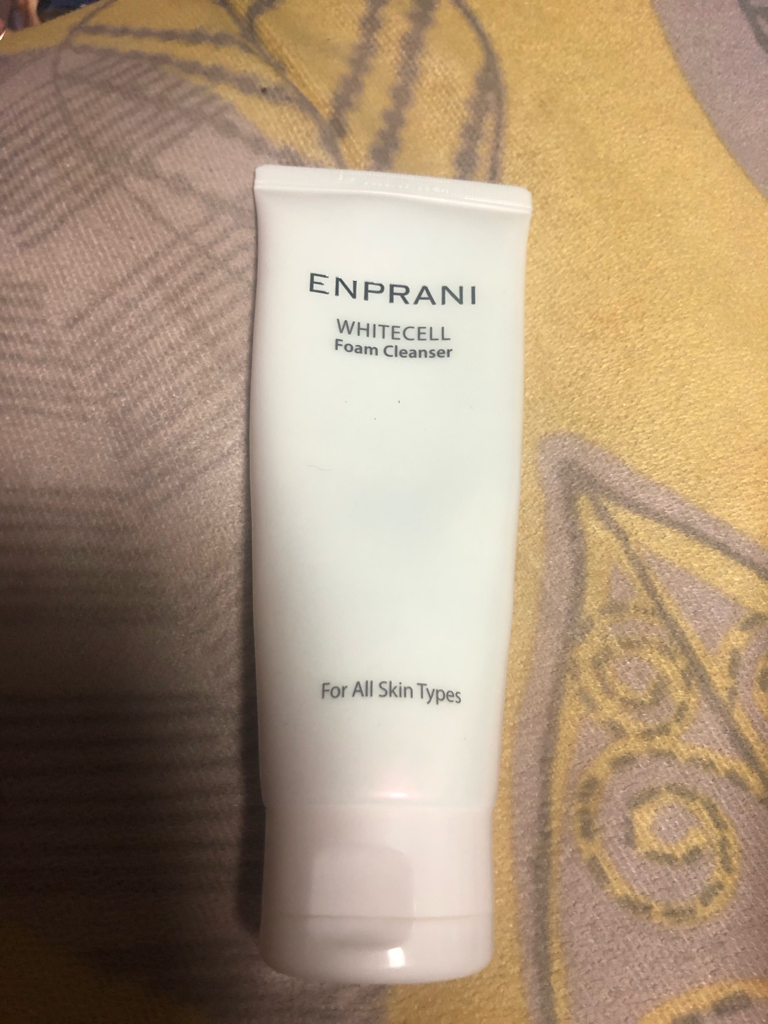 ENPRANI
WHITECELL
Foam Cleanser
For All Skin Types